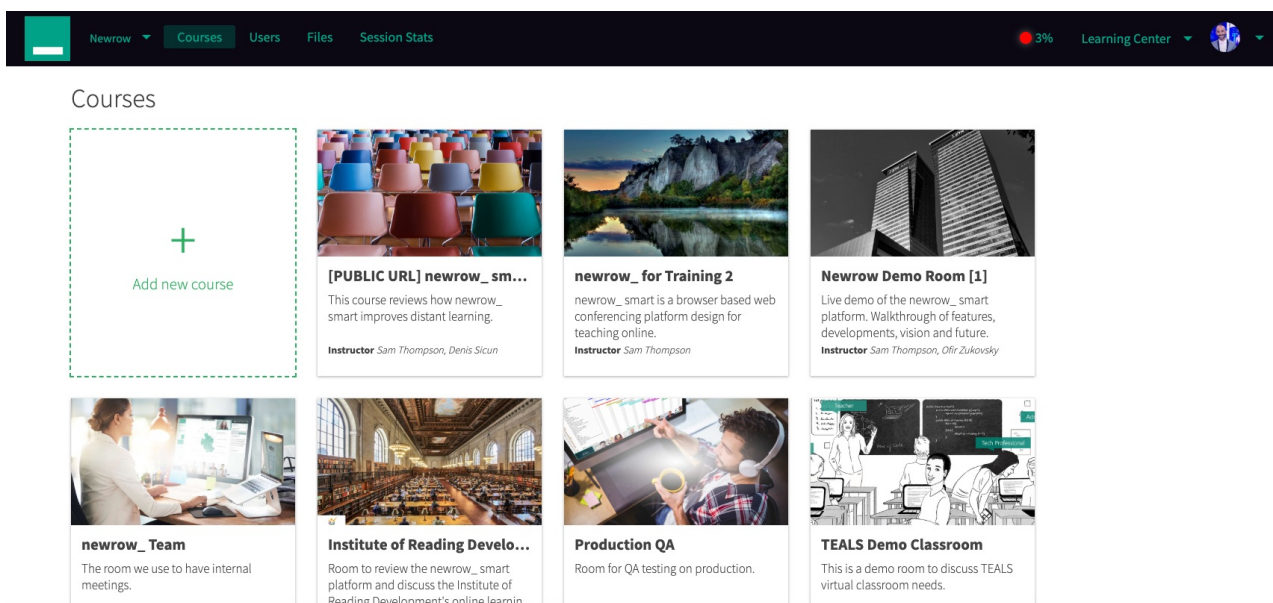 Newrow
Courses
Users
Files
Session Stats
3%
Learning Center
Courses
Add new course
[PUBLIC URL] newrow_ sm...
This course reviews how newrow_
smart improves distant learning.
Instructor Sam Thompson, Denis Sicun
newrow_ for Training 2
newrow_ smart is a browser based web
conferencing platform design for
teaching online.
Instructor Sam Thompson
Newrow Demo Room [1]
Live demo of the newrow_ smart
platform. Walkthrough of features,
developments, vision and future.
Instructor Sam Thompson, Ofir Zukovsky
newrow_ Team
The room we use to have internal
meetings.
Institute of Reading Develo...
Room to review the newrow_ smart
platform and discuss the Institute of
Reading Development's online learnin
Production QA
Room for QA testing on production.
Teacher
Tech Professional
TEALS Demo Classroom
This is a demo room to discuss TEALS
virtual classroom needs.